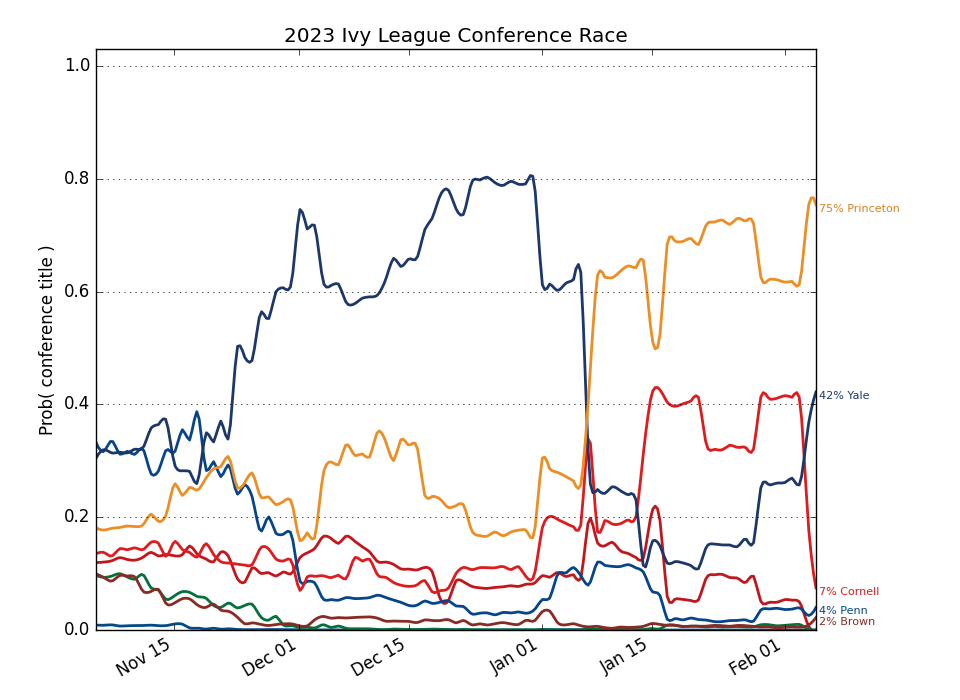 2023 Ivy League Conference Race
Prob( conference title )
1.0
0.8
0.6
0.4
0.2
0.0
Nov 15
Dec 01
Dec 15
Jan 01
Jan 15
Feb 01
75% Princeton
42% Yale
7% Cornell
4% Penn
2% Brown